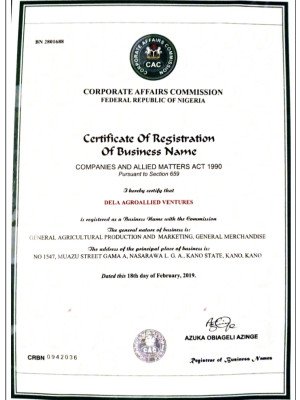 BN 2801688
CORPORATE AFFAIRS COMMISSION
CAC
CORPORATE AFFAIRS COMMISSION
FEDERAL REPUBLIC OF NIGERIA
Certificate Of Registration
Of Business Name
COMPANIES AND ALLIED MATTERS ACT 1990
Pursuant to Section 659
I hereby certify that
DELA AGROALLIED VENTURES
is registered as a Business Name with the Commission
The general nature of business is:
GENERAL AGRICULTURAL PRODUCTION AND MARKETING, GENERAL MERCHANDISE
The address of the principal place of business is:
NO 1547, MUAZU STREET GAMA A, NASARAWA L. G. A., KANO STATE, KANO, KANO
Dated this 18th day of February, 2019.
AZUKA OBIAGELI AZINGE
CRBN 0942036
Registrar of Business Names